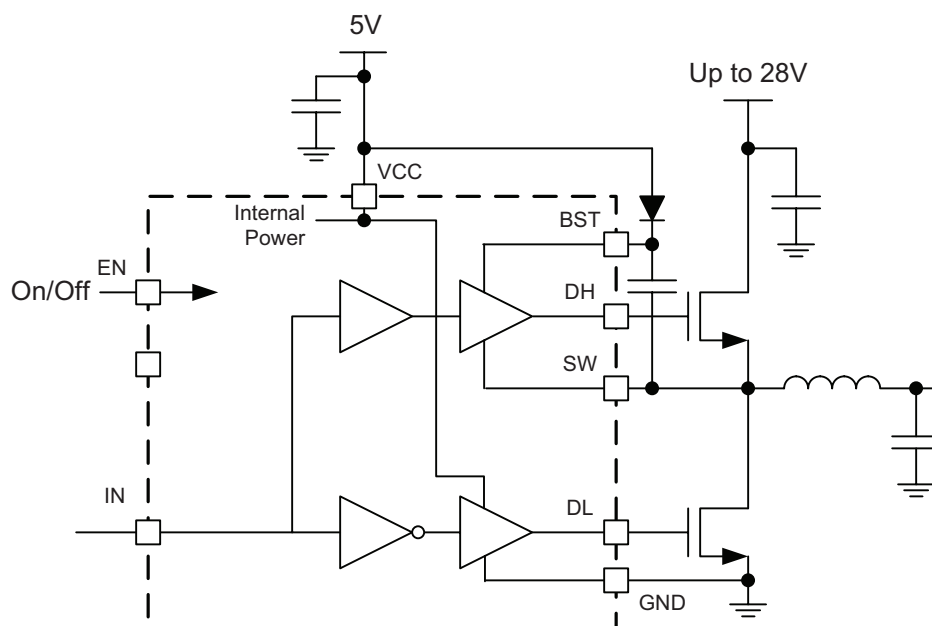 5V
Up to 28V
VCC
Internal
Power
BST
EN
On/Off
DH
SW
IN
DL
GND